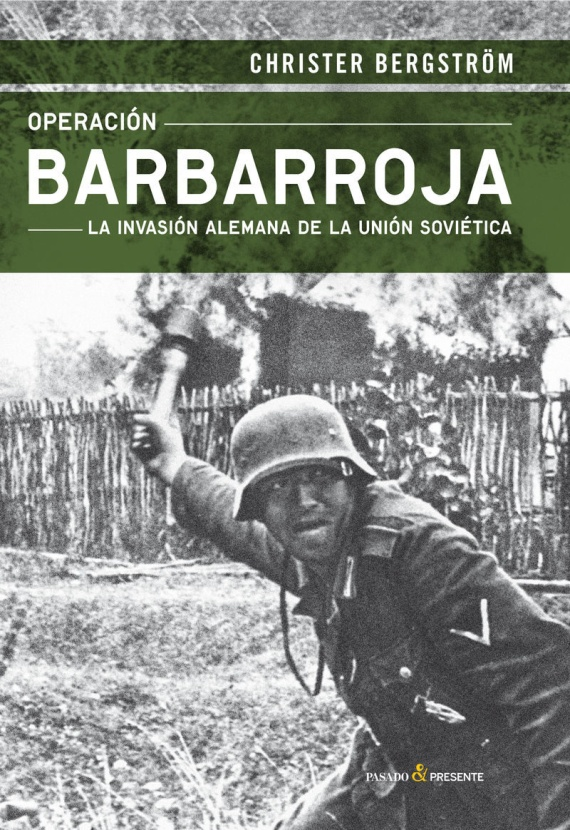 CHRISTER BERGSTRÖM
OPERACIÓN
BARBARROJA
LA INVASIÓN ALEMANA DE LA UNIÓN SOVIÉTICA
PASADO & PRESENTE